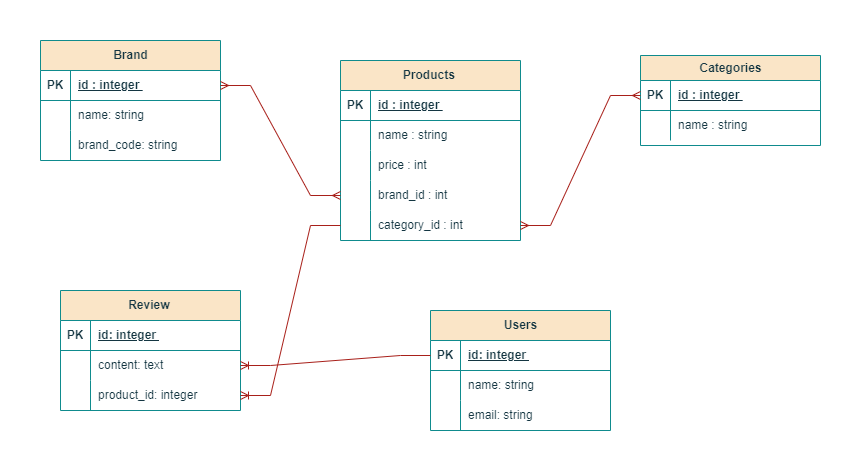 Brand
PK id : integer
name: string
brand_code: string
Products
PK id : integer
name : string
price : int
brand_id : int
category_id : int
Categories
PK id : integer
name : string
Review
PK id: integer
content: text
product_id: integer
Users
PK id: integer
name: string
email: string